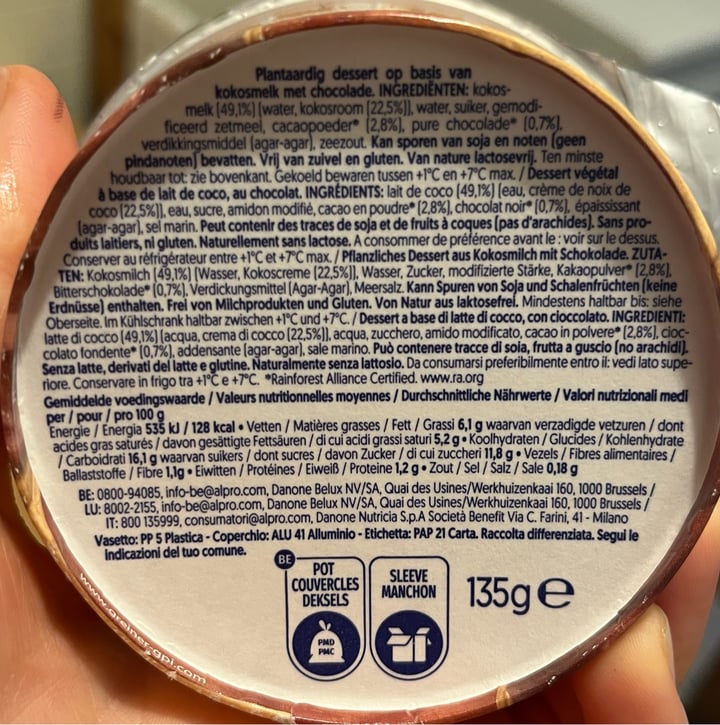 Plantaardig dessert op basis van
kokosmelk met chocolade. INGREDIËNTEN: kokos-
melk (49,1%) (water, kokosroom (22,5%)), water, suiker, gemodi-
ficeerd zetmeel, cacaopoeder* (2,8%), pure chocolade* (0,7%),
verdikkingsmiddel (agar-agar), zeezout. Kan sporen van soja en noten (geen
pindanoten) bevatten. Vrij van zuivel en gluten. Van nature lactosevrij. Ten minste
houdbaar tot: zie bovenkant. Gekoeld bewaren tussen +1°C en +7°C max. / Dessert végétal
à base de lait de coco, au chocolat. INGRÉDIENTS: lait de coco (49,1%) (eau, crème de noix de
coco (22,5%)), eau, sucre, amidon modifié, cacao en poudre* (2,8%), chocolat noir* (0,7%), épaississant
(agar-agar), sel marin. Peut contenir des traces de soja et de fruits à coques (pas d'arachides). Sans pro-
duits laitiers, ni gluten. Naturellement sans lactose. A consommer de préférence avant le : voir sur le dessus.
Conserver au réfrigérateur entre +1°C et +7°C max. / Pflanzliches Dessert aus Kokosmilch mit Schokolade. ZUTA-
TEN: Kokosmilch (49,1%) (Wasser, Kokoscreme (22,5%)), Wasser, Zucker, modifizierte Stärke, Kakaopulver* (2,8%),
Bitterschokolade* (0,7%), Verdickungsmittel (Agar-Agar), Meersalz. Kann Spuren von Soja und Schalenfrüchten (keine
Erdnüsse) enthalten. Frei von Milchprodukten und Gluten. Von Natur aus laktosefrei. Mindestens haltbar bis: siehe
Oberseite. Im Kühlschrank haltbar zwischen +1°C und +7°C. / Dessert a base di latte di cocco, con cioccolato. INGREDIENTI:
latte di cocco (49,1%) (acqua, crema di cocco (22,5%)), acqua, zucchero, amido modificato, cacao in polvere* (2,8%), cioc-
colato fondente* (0,7%), addensante (agar-agar), sale marino. Può contenere tracce di soia, frutta a guscio (no arachidi).
Senza latte, derivati del latte e glutine. Naturalmente senza lattosio. Da consumarsi preferibilmente entro il: vedi lato supe-
riore. Conservare in frigo tra +1°C e +7°C. *Rainforest Alliance Certified. www.ra.org
Gemiddelde voedingswaarde / Valeurs nutritionnelles moyennes / Durchschnittliche Nährwerte / Valori nutrizionali medi
per / pour / pro 100 g
Energie / Energia 535 kJ / 128 kcal • Vetten / Matières grasses / Fett / Grassi 6,1 g waarvan verzadigde vetzuren / dont
acides gras saturés / davon gesättigte Fettsäuren / di cui acidi grassi saturi 5,2 g • Koolhydraten / Glucides / Kohlenhydrate
/ Carboidrati 16,1 g waarvan suikers / dont sucres / davon Zucker / di cui zuccheri 11,8 g • Vezels / Fibres alimentaires /
Ballaststoffe / Fibre 1,1g • Eiwitten / Protéines / Eiweiß / Proteine 1,2 g • Zout / Sel / Salz / Sale 0,18 g
BE: 0800-94085, info-be@alpro.com, Danone Belux NV/SA, Quai des Usines/Werkhuizenkaai 160, 1000 Brussels /
LU: 8002-2155, info-be@alpro.com, Danone Belux NV/SA, Quai des Usines/Werkhuizenkaai 160, 1000 Brussels /
IT: 800 135999, consumatori@alpro.com, Danone Nutricia S.p.A Società Benefit Via C. Farini, 41 - Milano
Vasetto: PP 5 Plastica - Coperchio: ALU 41 Alluminio - Etichetta: PAP 21 Carta. Raccolta differenziata. Segui le
indicazioni del tuo comune.
BE
POT
COUVERCLES
DEKSELS
PMD
PMC
SLEEVE
MANCHON
135g e
www.greiner-gpi.com